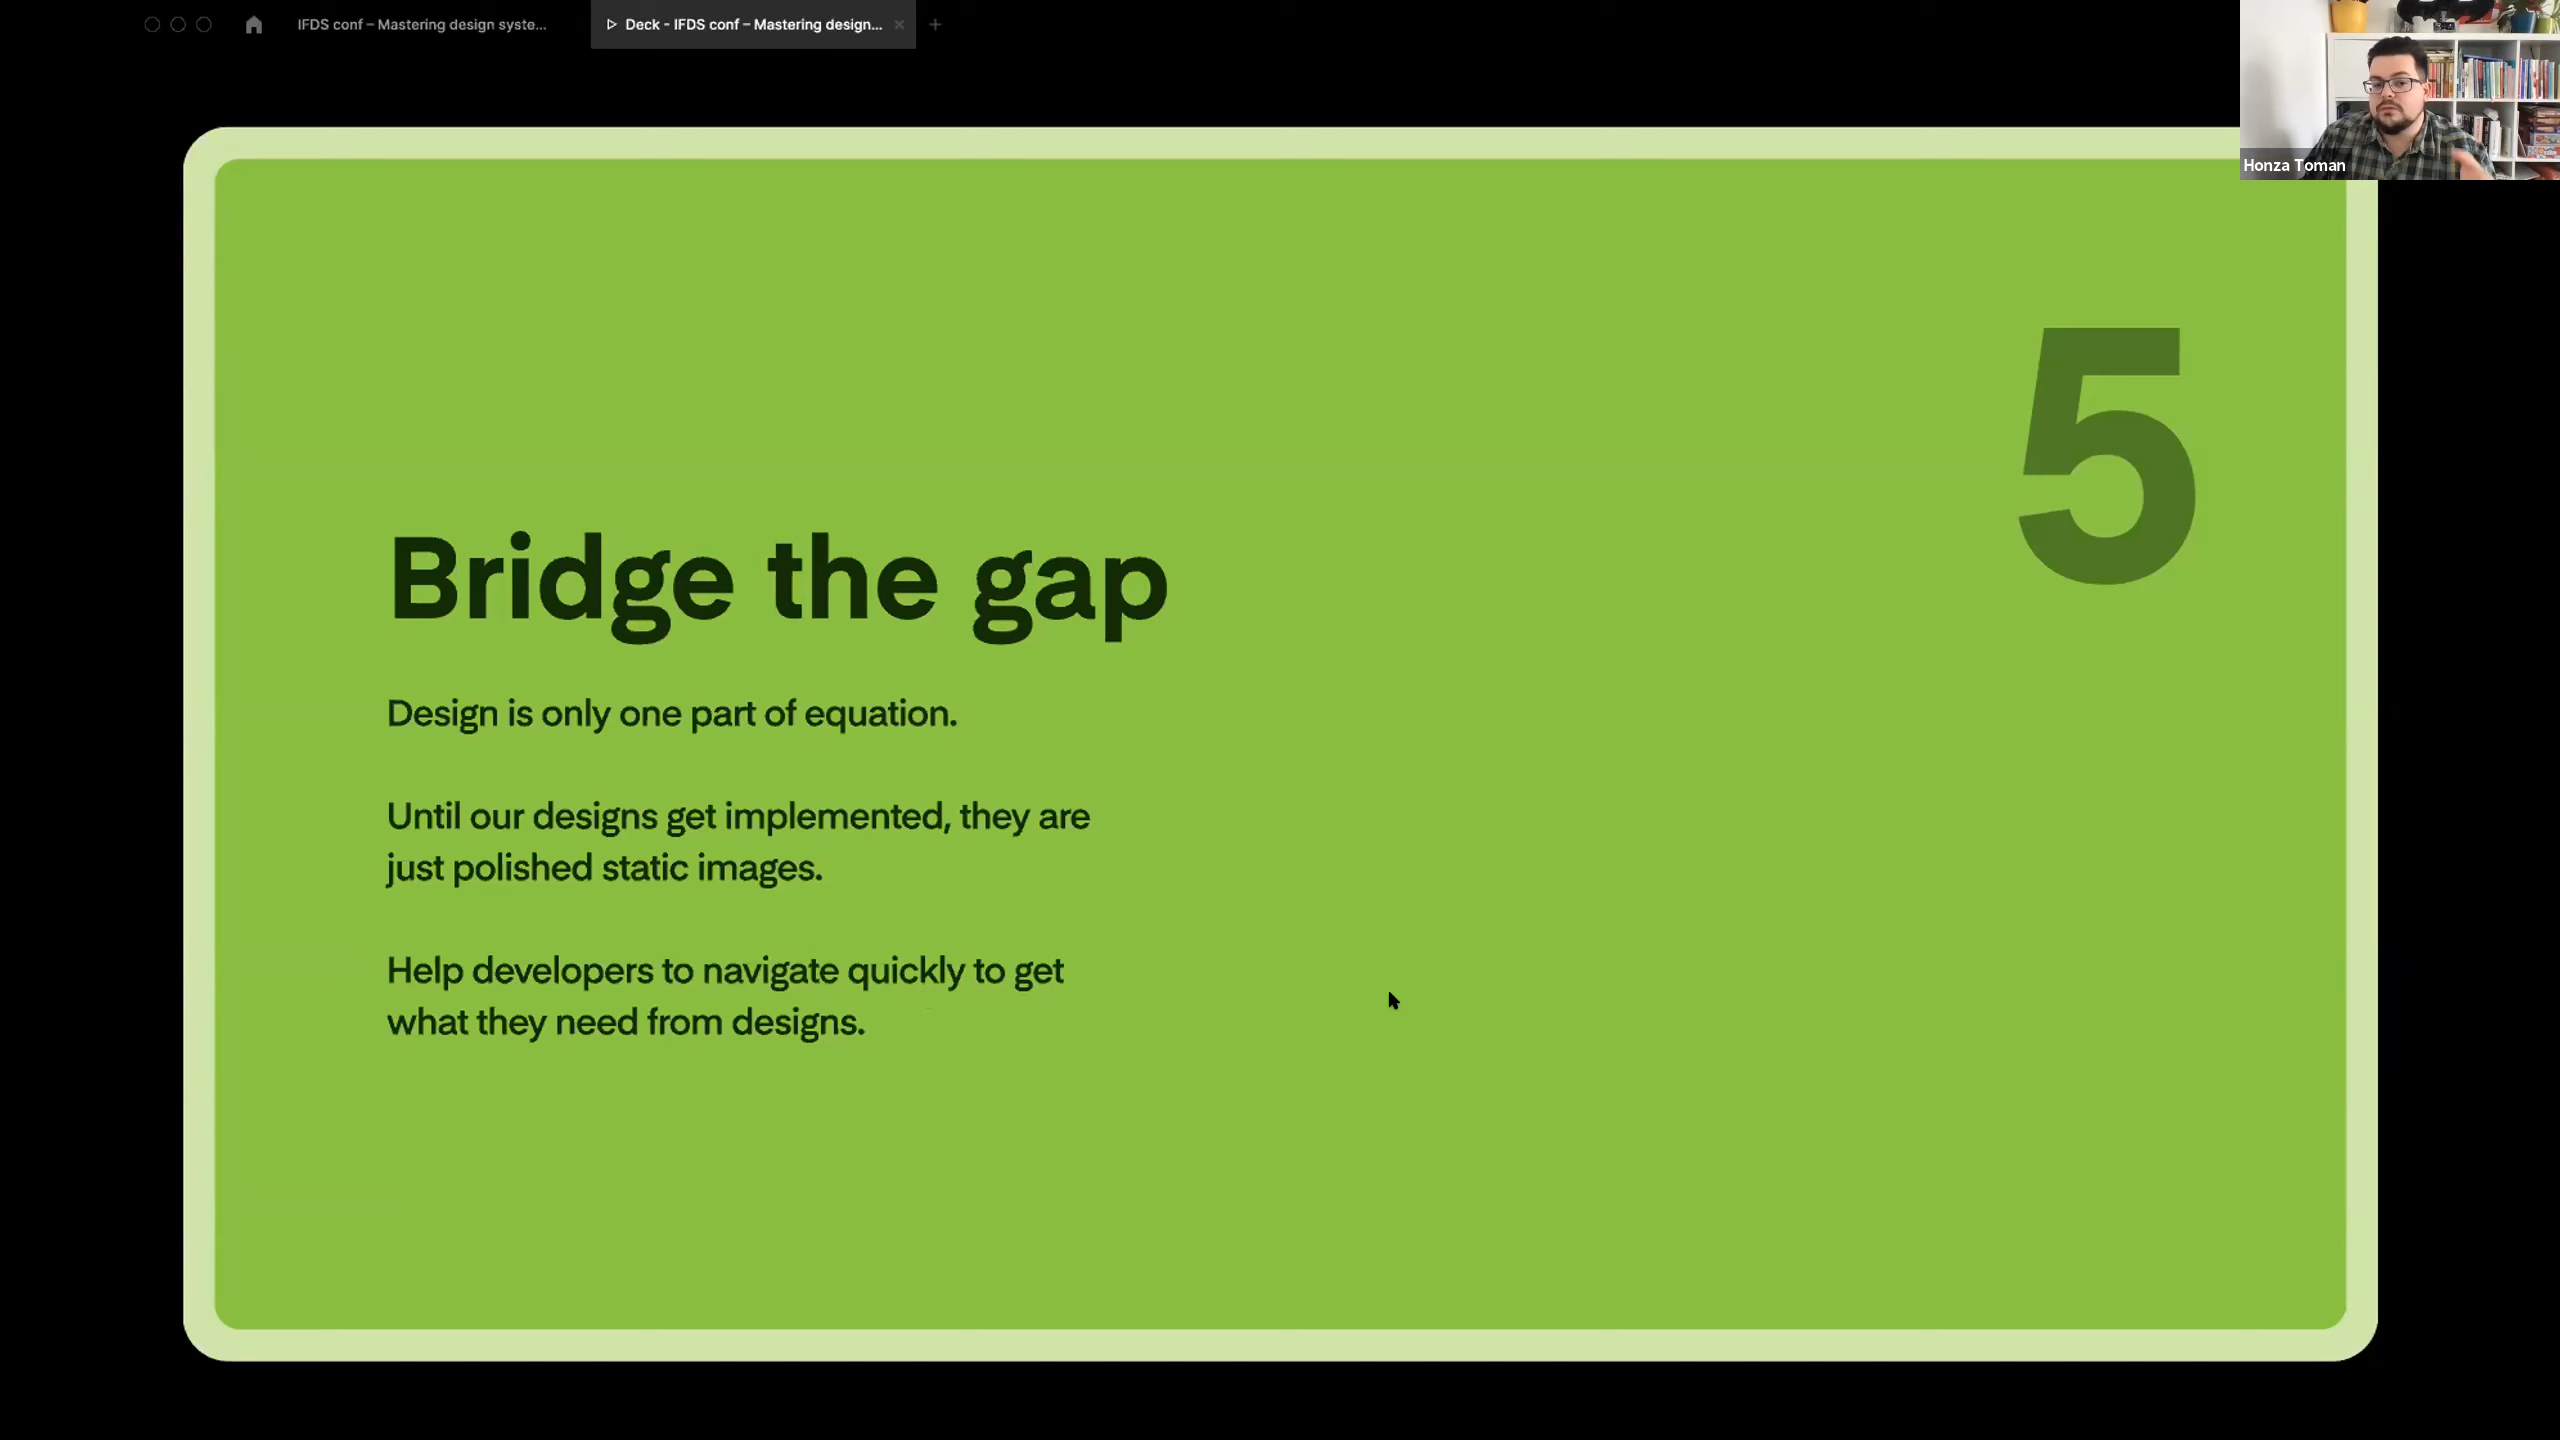 IFDS conf – Mastering design syste...
Deck - IFDS conf – Mastering design...
Honza Toman
5
Bridge the gap
Design is only one part of equation.
Until our designs get implemented, they are
just polished static images.
Help developers to navigate quickly to get
what they need from designs.